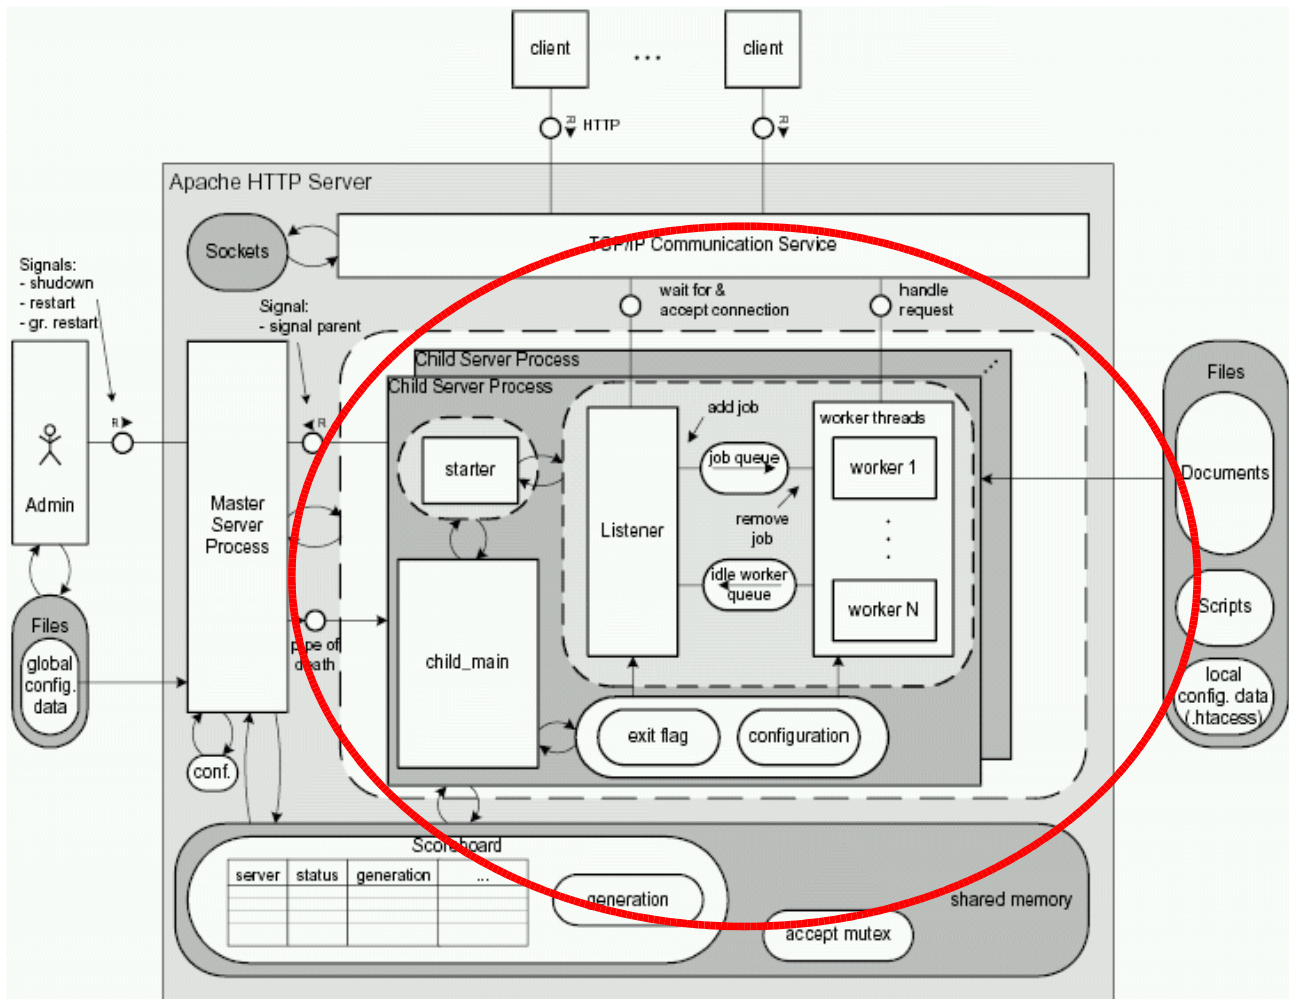 client
...
client
R
HTTP
R
Apache HTTP Server
Sockets
TCP/IP Communication Service
Signals:
- shudown
- restart
- gr. restart
Signal:
- signal parent
wait for &
accept connection
handle
request
Child Server Process
Child Server Process
...
Files
Documents
Scripts
local
config. data
(.htacess)
R
R
Admin
Master
Server
Process
starter
Listener
add job
job queue
remove
job
idle worker
queue
worker threads
worker 1
worker N
Files
global
config.
data
pipe of
death
child_main
exit flag
configuration
conf.
Scoreboard
server
status
generation
...
generation
shared memory
accept mutex